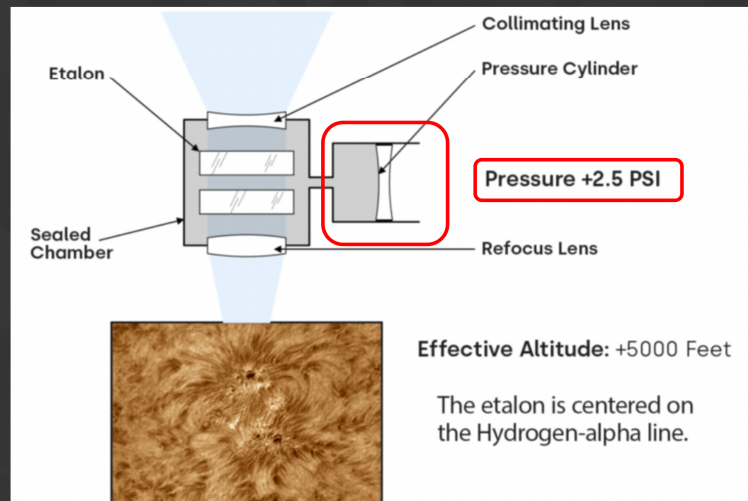 Collimating Lens
Etalon
Pressure Cylinder
Pressure +2.5 PSI
Sealed
Chamber
Refocus Lens
Effective Altitude: +5000 Feet
The etalon is centered on
the Hydrogen-alpha line.